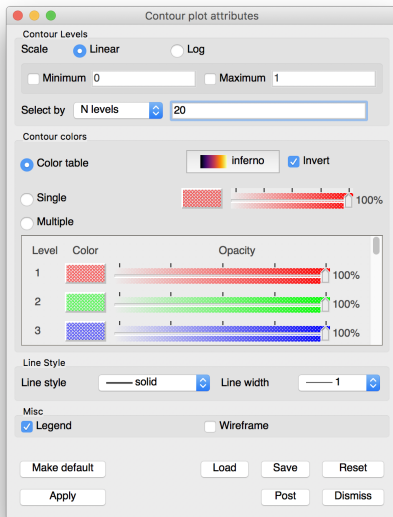 Contour plot attributes
Contour Levels
Scale Linear Log
Minimum 0 Maximum 1
Select by N levels 20
Contour colors
Color table inferno Invert
Single 100%
Multiple
Level Color Opacity
1 100%
2 100%
3 100%
Line Style
Line style solid Line width 1
Misc
Legend Wireframe
Make default Load Save Reset
Apply Post Dismiss